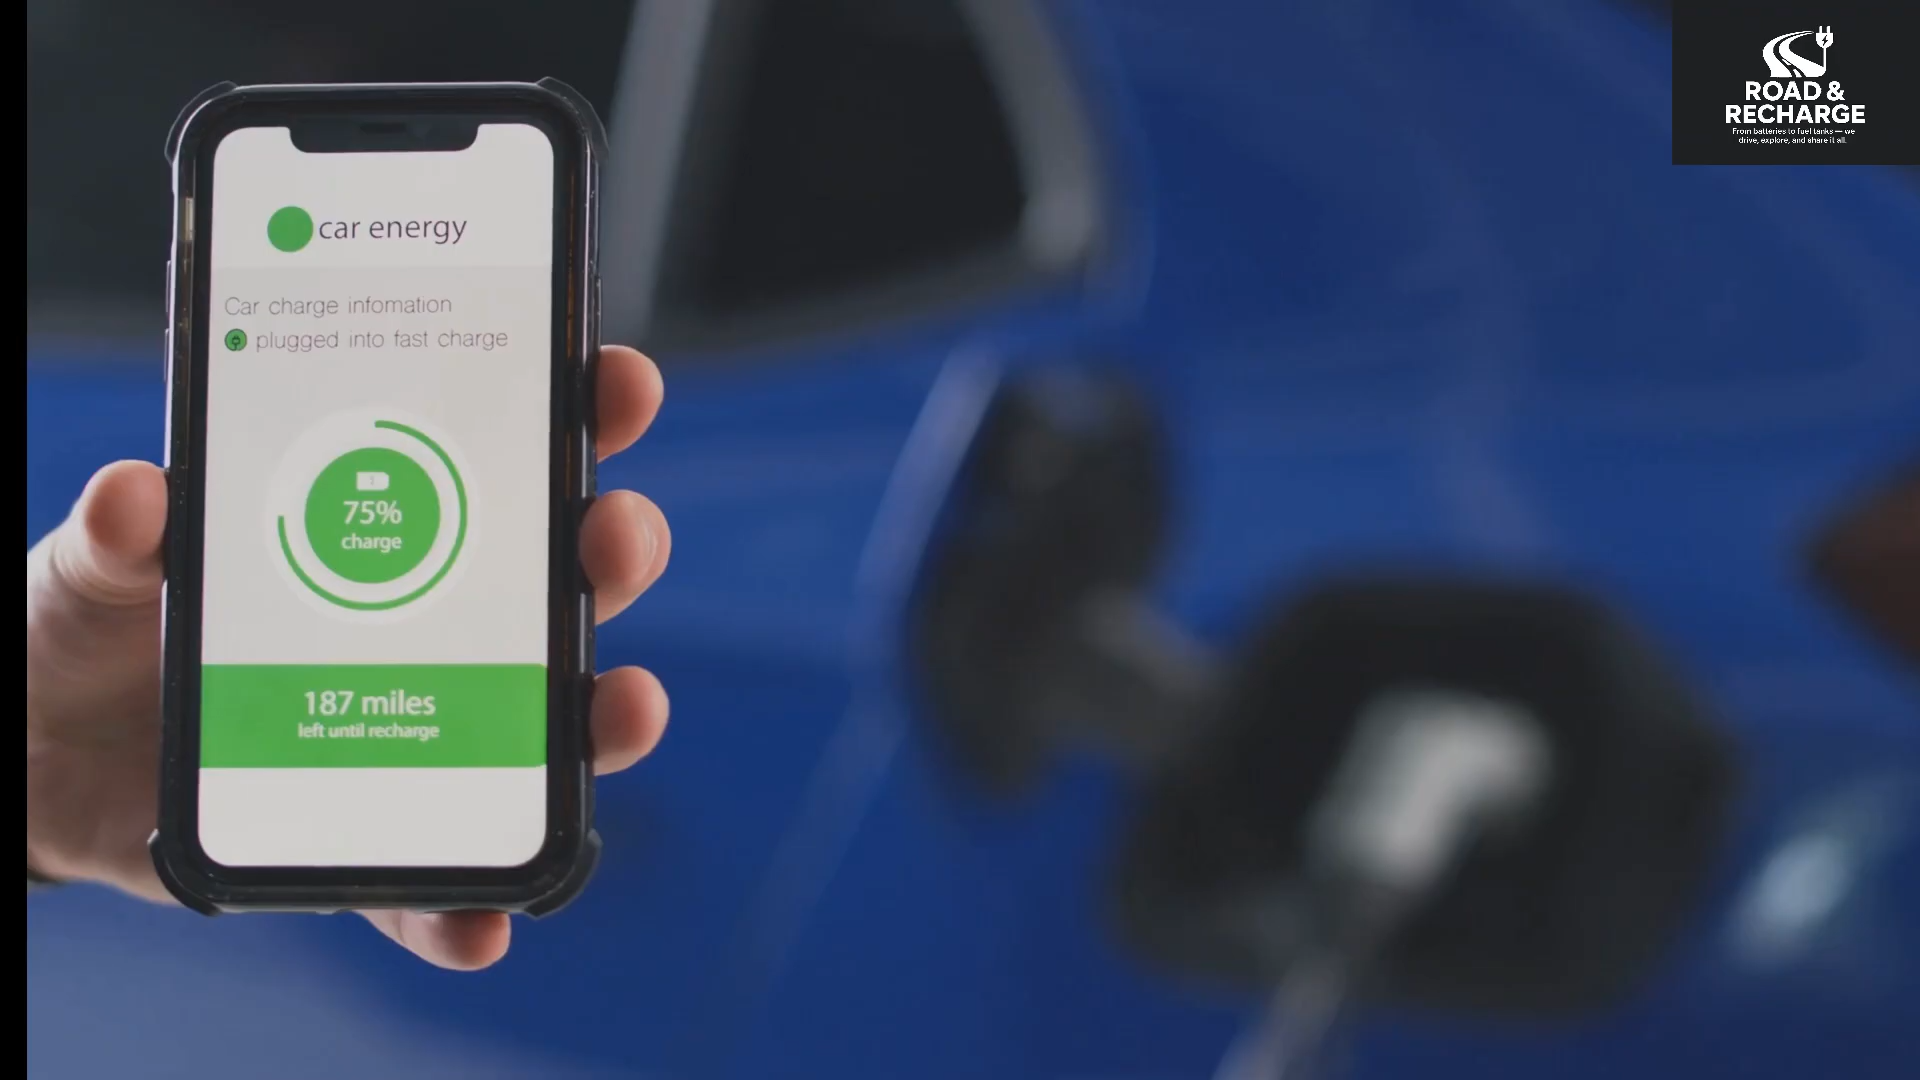 car energy
Car charge infomation
plugged into fast charge
75%
charge
187 miles
left until recharge
ROAD &
RECHARGE
From batteries to fuel tanks — we
drive, explore, and share it all.